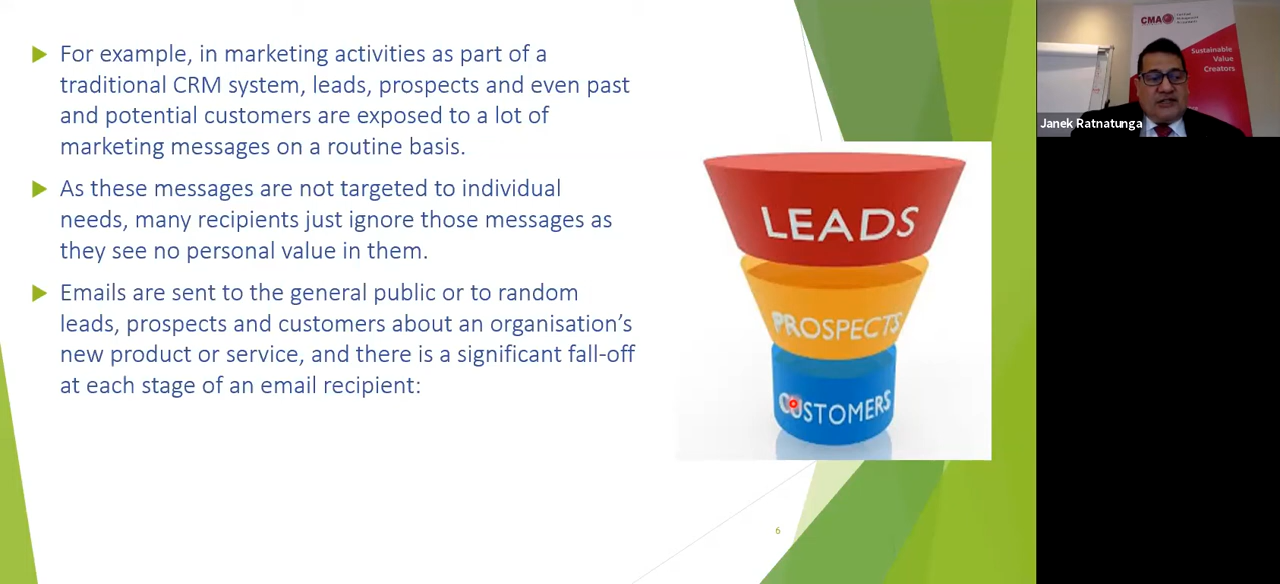 For example, in marketing activities as part of a
traditional CRM system, leads, prospects and even past
and potential customers are exposed to a lot of
marketing messages on a routine basis.
As these messages are not targeted to individual
needs, many recipients just ignore those messages as
they see no personal value in them.
Emails are sent to the general public or to random
leads, prospects and customers about an organisation's
new product or service, and there is a significant fall-off
at each stage of an email recipient:
LEADS
PROSPECTS
CUSTOMERS
6
CMA
Sustainable
Value
Creators
Janek Ratnatunga